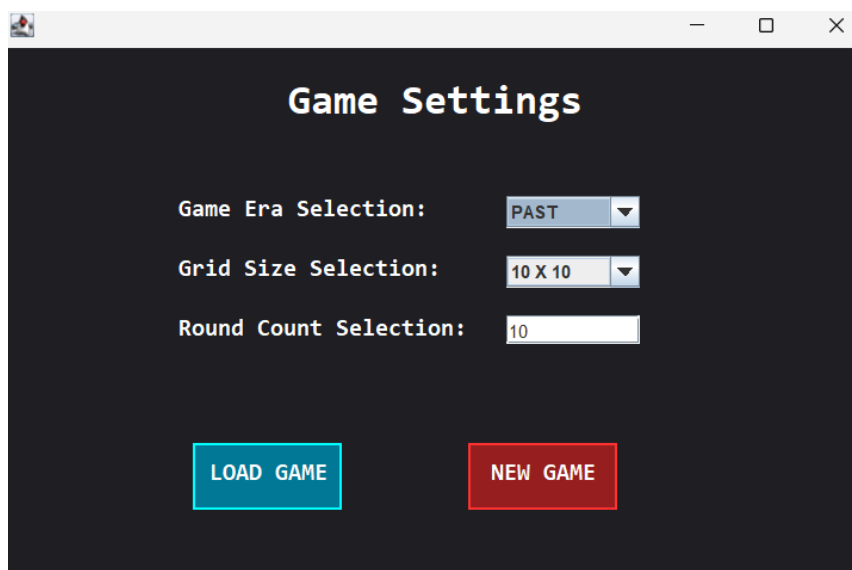 Game Settings
Game Era Selection: PAST
Grid Size Selection: 10 X 10
Round Count Selection: 10
LOAD GAME NEW GAME